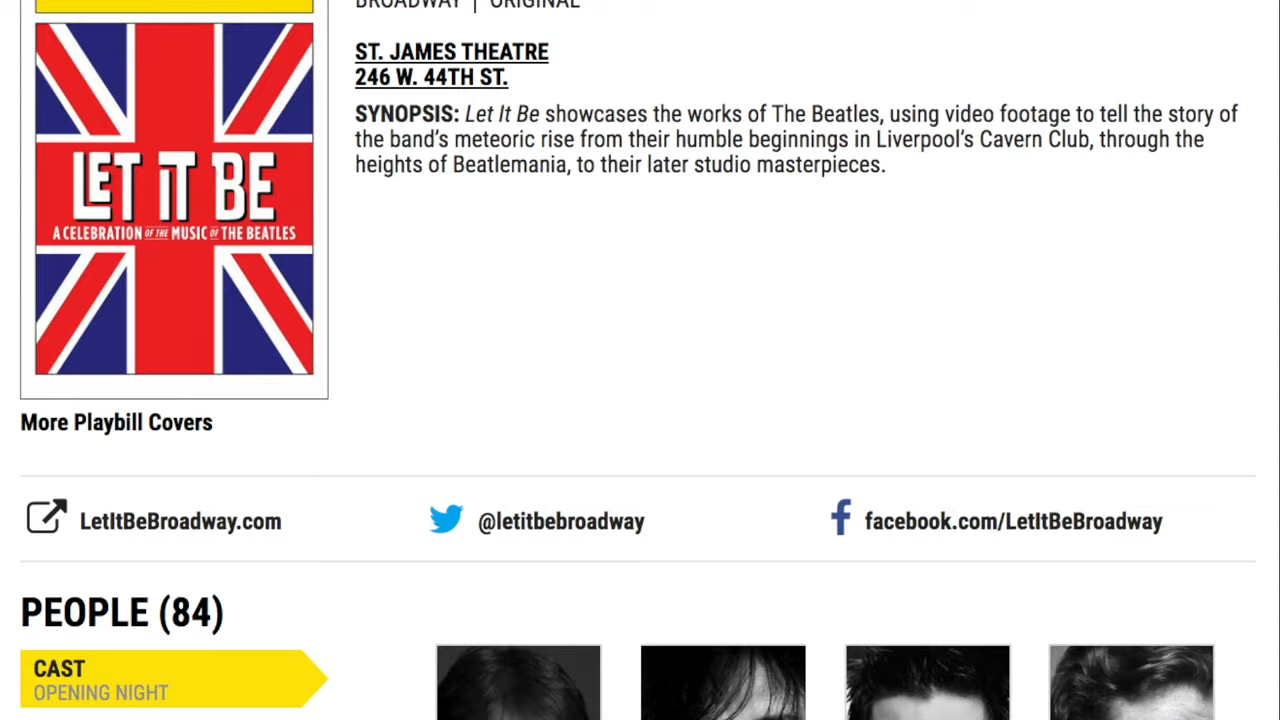 BROADWAY | ORIGINAL
ST. JAMES THEATRE
246 W. 44TH ST.
SYNOPSIS: Let It Be showcases the works of The Beatles, using video footage to tell the story of
the band’s meteoric rise from their humble beginnings in Liverpool’s Cavern Club, through the
heights of Beatlemania, to their later studio masterpieces.
LET IT BE
A CELEBRATION OF THE MUSIC OF THE BEATLES
More Playbill Covers
LetItBeBroadway.com
@letitbebroadway
facebook.com/LetItBeBroadway
PEOPLE (84)
CAST
OPENING NIGHT